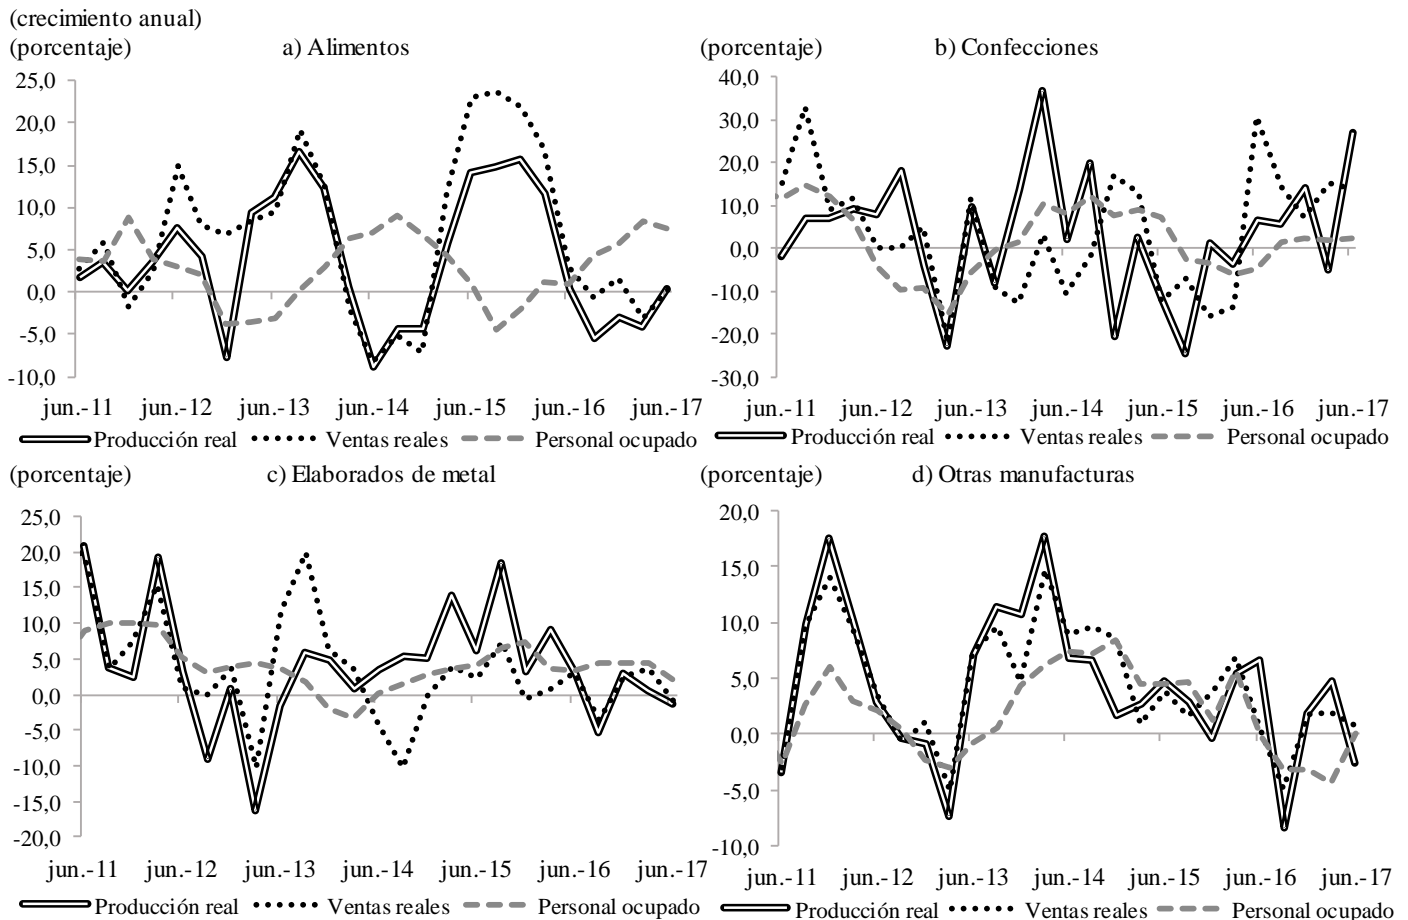 (crecimiento anual)
(porcentaje) a) Alimentos
25,0
20,0
15,0
10,0
5,0
0,0
-5,0
-10,0
jun.-11 jun.-12 jun.-13 jun.-14 jun.-15 jun.-16 jun.-17
Producción real Ventas reales Personal ocupado
(porcentaje) b) Confecciones
40,0
30,0
20,0
10,0
0,0
-10,0
-20,0
-30,0
jun.-11 jun.-12 jun.-13 jun.-14 jun.-15 jun.-16 jun.-17
Producción real Ventas reales Personal ocupado
(porcentaje) c) Elaborados de metal
25,0
20,0
15,0
10,0
5,0
0,0
-5,0
-10,0
-15,0
-20,0
jun.-11 jun.-12 jun.-13 jun.-14 jun.-15 jun.-16 jun.-17
Producción real Ventas reales Personal ocupado
(porcentaje) d) Otras manufacturas
20,0
15,0
10,0
5,0
0,0
-5,0
-10,0
jun.-11 jun.-12 jun.-13 jun.-14 jun.-15 jun.-16 jun.-17
Producción real Ventas reales Personal ocupado